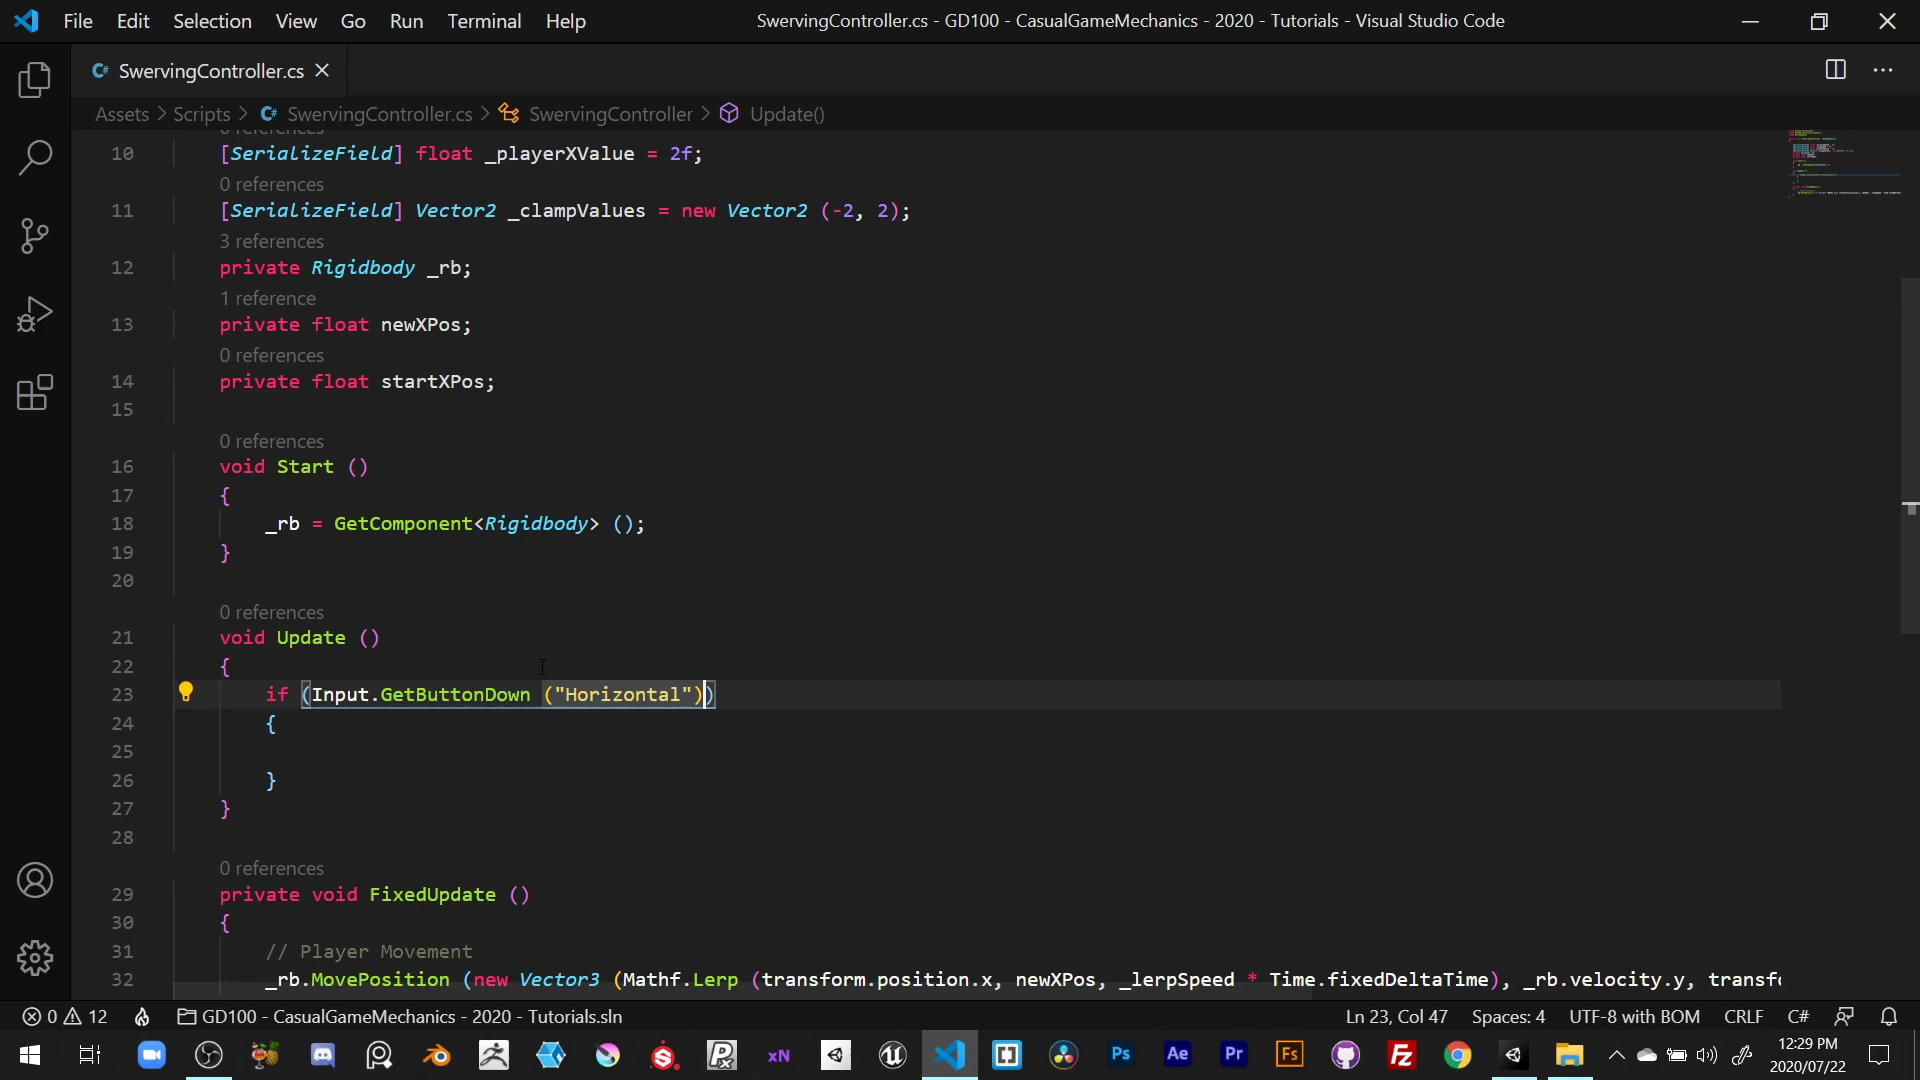 File Edit Selection View Go Run Terminal Help
SwervingController.cs - GD100 - CasualGameMechanics - 2020 - Tutorials - Visual Studio Code
SwervingController.cs
Assets > Scripts > SwervingController.cs > SwervingController > Update()
10 [SerializeField] float _playerXValue = 2f;
0 references
11 [SerializeField] Vector2 _clampValues = new Vector2 (-2, 2);
3 references
12 private Rigidbody _rb;
1 reference
13 private float newXPos;
0 references
14 private float startXPos;
15
0 references
16 void Start ()
17 {
18 _rb = GetComponent<Rigidbody> ();
19 }
20
0 references
21 void Update ()
22 {
23 if (Input.GetButtonDown ("Horizontal"))
24 {
25
26 }
27 }
28
0 references
29 private void FixedUpdate ()
30 {
31 // Player Movement
32 _rb.MovePosition (new Vector3 (Mathf.Lerp (transform.position.x, newXPos, _lerpSpeed * Time.fixedDeltaTime), _rb.velocity.y, transfo
0 12 GD100 - CasualGameMechanics - 2020 - Tutorials.sln Ln 23, Col 47 Spaces: 4 UTF-8 with BOM CRLF C#
xN Ps Ae Pr Fs Fz
12:29 PM
2020/07/22